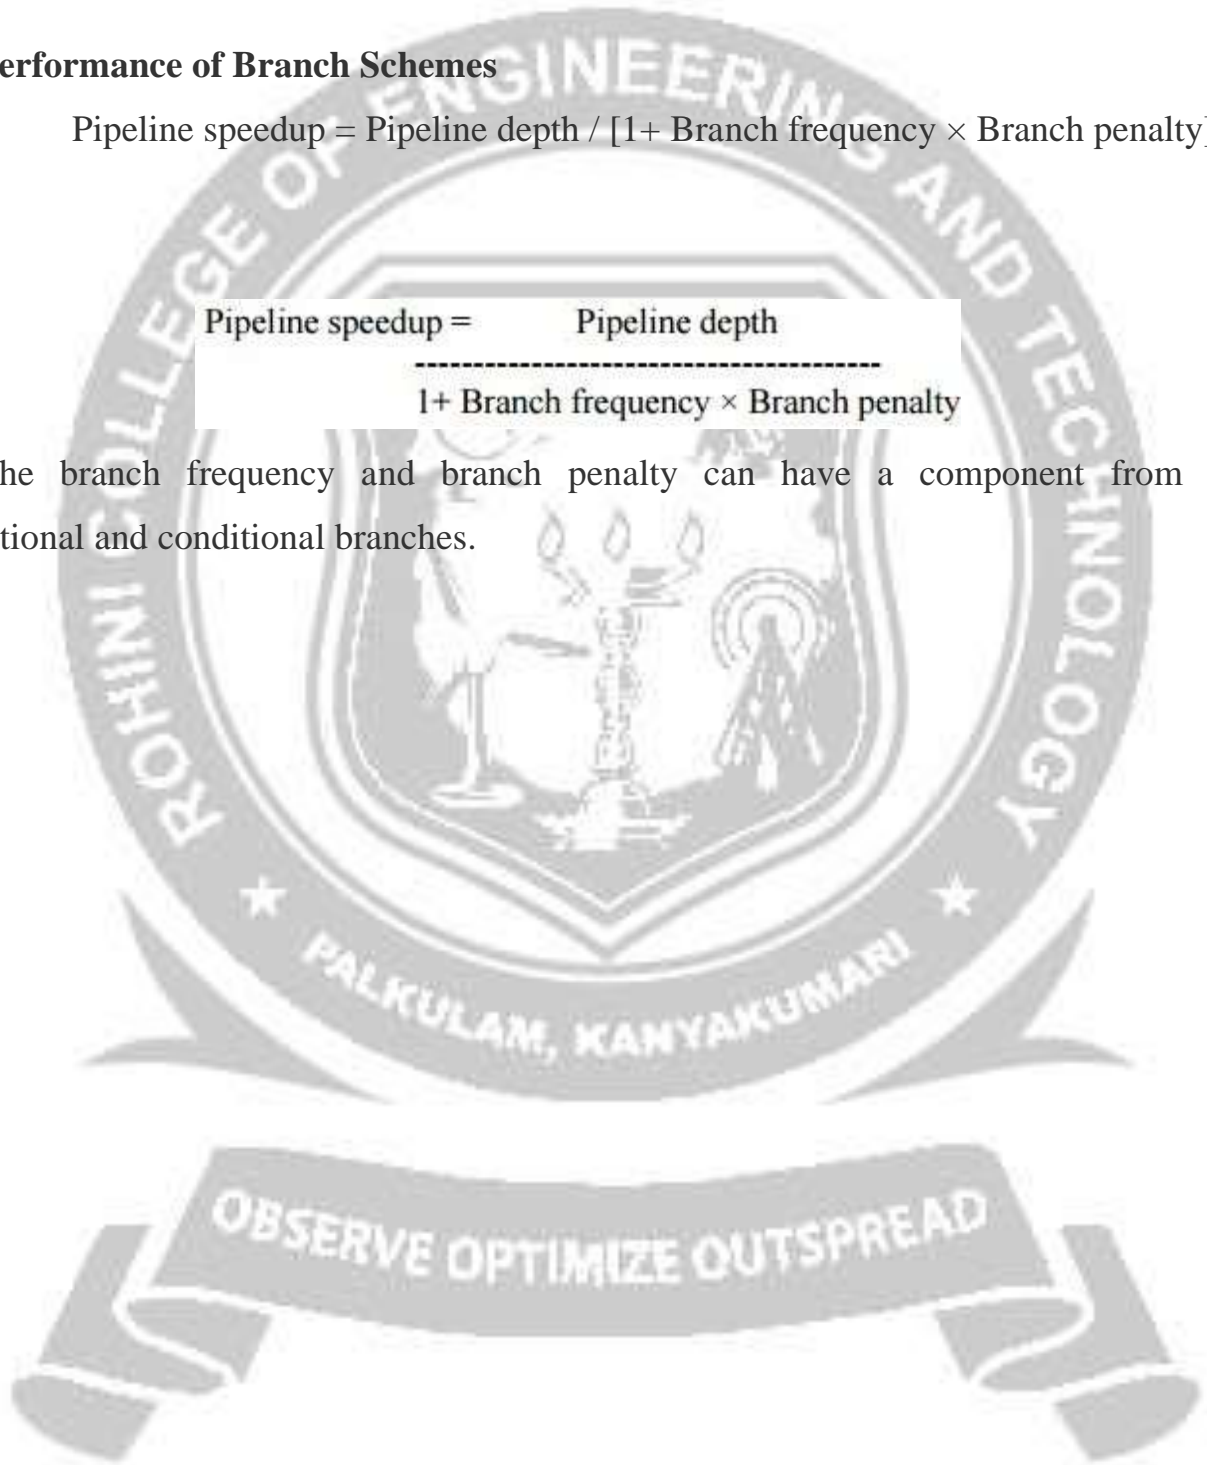 erformance of Branch Schemes
Pipeline speedup = Pipeline depth / [1+ Branch frequency × Branch penalty]
Pipeline speedup = Pipeline depth
-------------------------------------------
1+ Branch frequency × Branch penalty
he branch frequency and branch penalty can have a component from
tional and conditional branches.
ROHINI COLLEGE OF ENGINEERING AND TECHNOLOGY
PALKULAM, KANYAKUMARI
OBSERVE OPTIMIZE OUTSPREAD